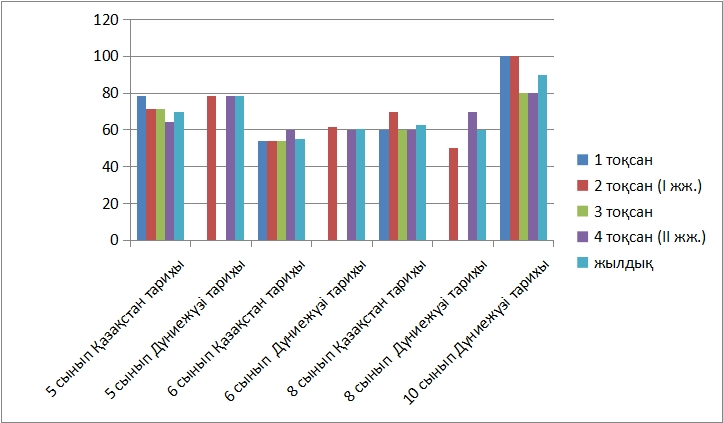 120
100
80
60
40
20
0
5 сынып Қазақстан тарихы
5 сынып Дүниежүзі тарихы
6 сынып Қазақстан тарихы
6 сынып Дүниежүзі тарихы
8 сынып Қазақстан тарихы
8 сынып Дүниежүзі тарихы
10 сынып Дүниежүзі тарихы
1 тоқсан
2 тоқсан (I жж.)
3 тоқсан
4 тоқсан (II жж.)
жылдық